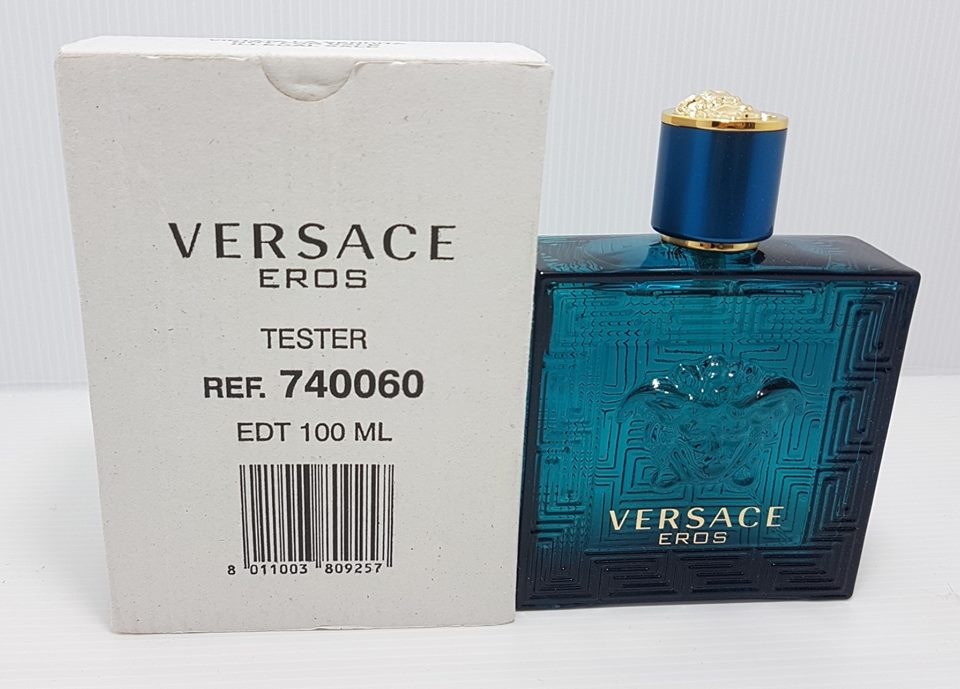 VERSACE
EROS
TESTER
REF. 740060
EDT 100 ML
8 011003 809257
VERSACE
EROS